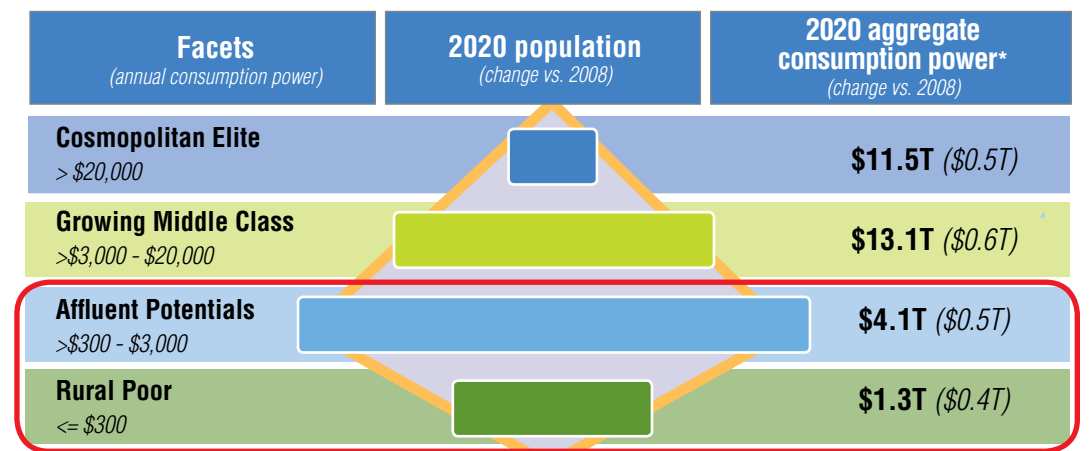 Facets
(annual consumption power)
2020 population
(change vs. 2008)
2020 aggregate
consumption power*
(change vs. 2008)
Cosmopolitan Elite
> $20,000
$11.5T ($0.5T)
Growing Middle Class
>$3,000 - $20,000
$13.1T ($0.6T)
Affluent Potentials
>$300 - $3,000
$4.1T ($0.5T)
Rural Poor
<= $300
$1.3T ($0.4T)